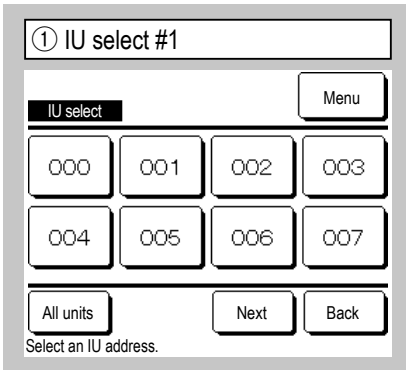 ① IU select #1
Menu
IU select
000 001 002 003
004 005 006 007
All units Next Back
Select an IU address.